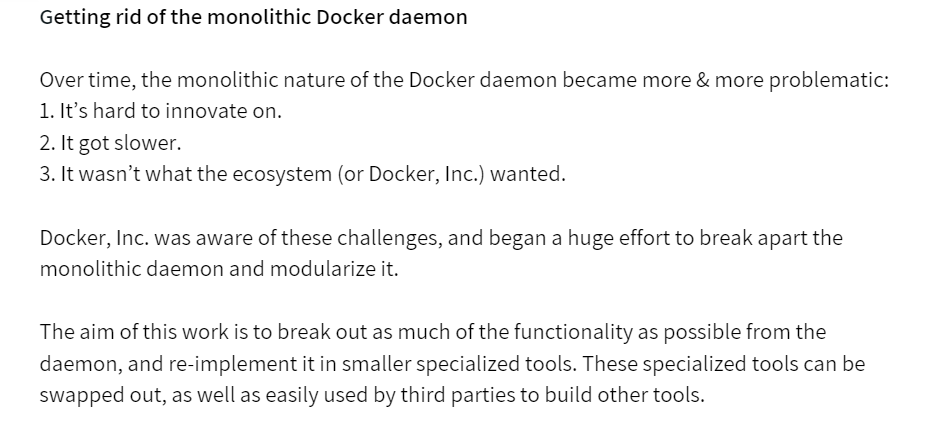 Getting rid of the monolithic Docker daemon
Over time, the monolithic nature of the Docker daemon became more & more problematic:
1. It’s hard to innovate on.
2. It got slower.
3. It wasn’t what the ecosystem (or Docker, Inc.) wanted.
Docker, Inc. was aware of these challenges, and began a huge effort to break apart the
monolithic daemon and modularize it.
The aim of this work is to break out as much of the functionality as possible from the
daemon, and re-implement it in smaller specialized tools. These specialized tools can be
swapped out, as well as easily used by third parties to build other tools.